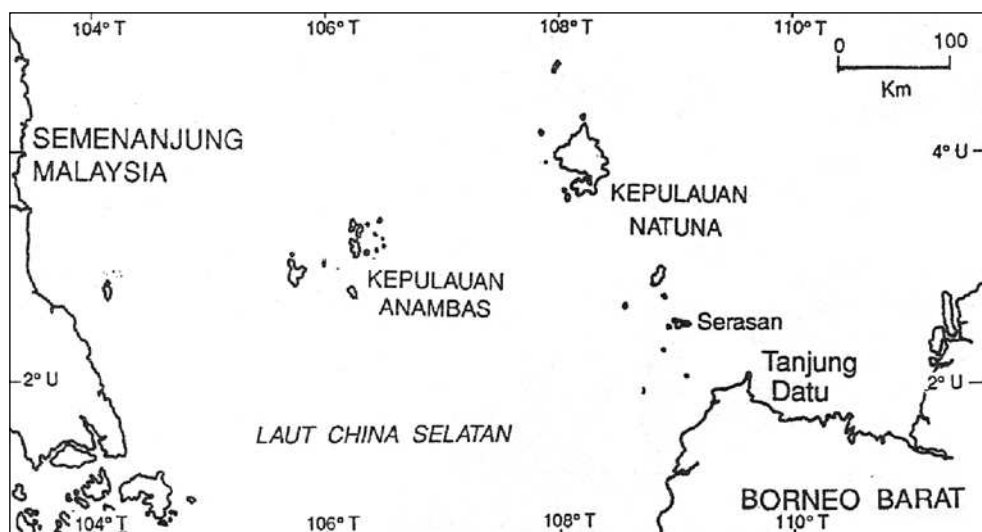 104° T
106° T
108° T
110° T
0
100
Km
SEMENANJUNG
MALAYSIA
4° U
KEPULAUAN
NATUNA
KEPULAUAN
ANAMBAS
Serasan
Tanjung
Datu
2° U
2° U
LAUT CHINA SELATAN
BORNEO BARAT
104° T
106° T
108° T
110° T